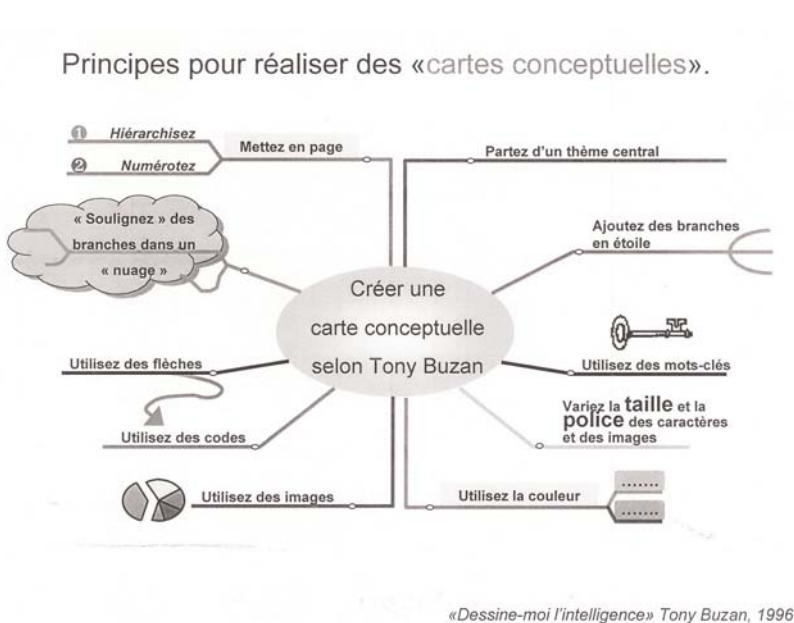 Principes pour réaliser des «cartes conceptuelles».
❶ Hiérarchisez
❷ Numérotez
Mettez en page
Partez d'un thème central
« Soulignez » des
branches dans un
« nuage »
Ajoutez des branches
en étoile
Créer une
carte conceptuelle
selon Tony Buzan
Utilisez des flèches
Utilisez des mots-clés
Utilisez des codes
Variez la taille et la
police des caractères
et des images
Utilisez des images
Utilisez la couleur
.......
.......
«Dessine-moi l'intelligence» Tony Buzan, 1996